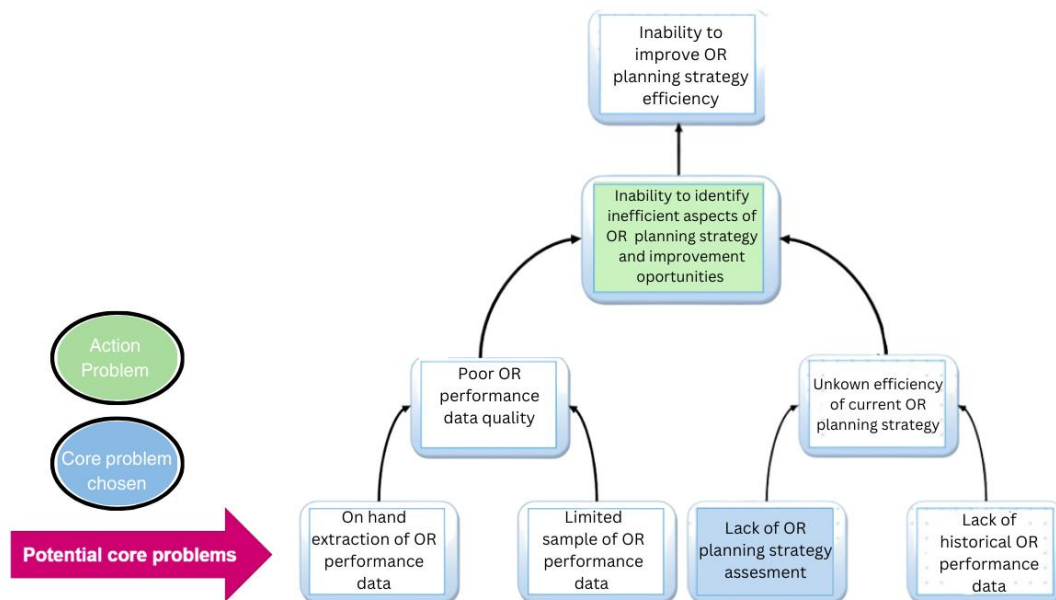 Inability to
improve OR
planning strategy
efficiency
Inability to identify
inefficient aspects of
OR planning strategy
and improvement
oportunities
Action
Problem
Core problem
chosen
Poor OR
performance
data quality
Unkown efficiency
of current OR
planning strategy
Potential core problems
On hand
extraction of OR
performance
data
Limited
sample of OR
performance
data
Lack of OR
planning strategy
assesment
Lack of
historical OR
performance
data